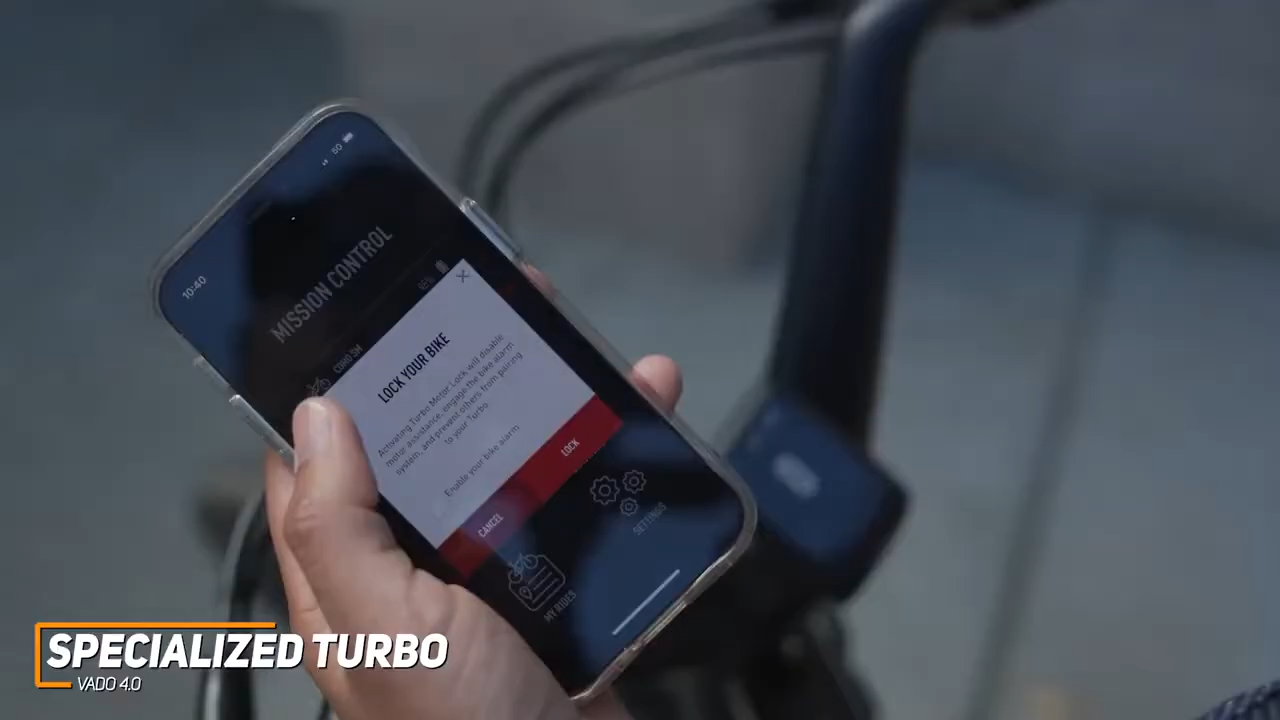 50
10:40
MISSION CONTROL
LOCK YOUR BIKE
Activating Turbo Motor Lock will disable
motor assistance, engage the bike alarm
system, and prevent others from pairing
to your Turbo
Enable your bike alarm
CANCEL
LOCK
SETTINGS
MY RIDES
SPECIALIZED TURBO
VADO 4.0